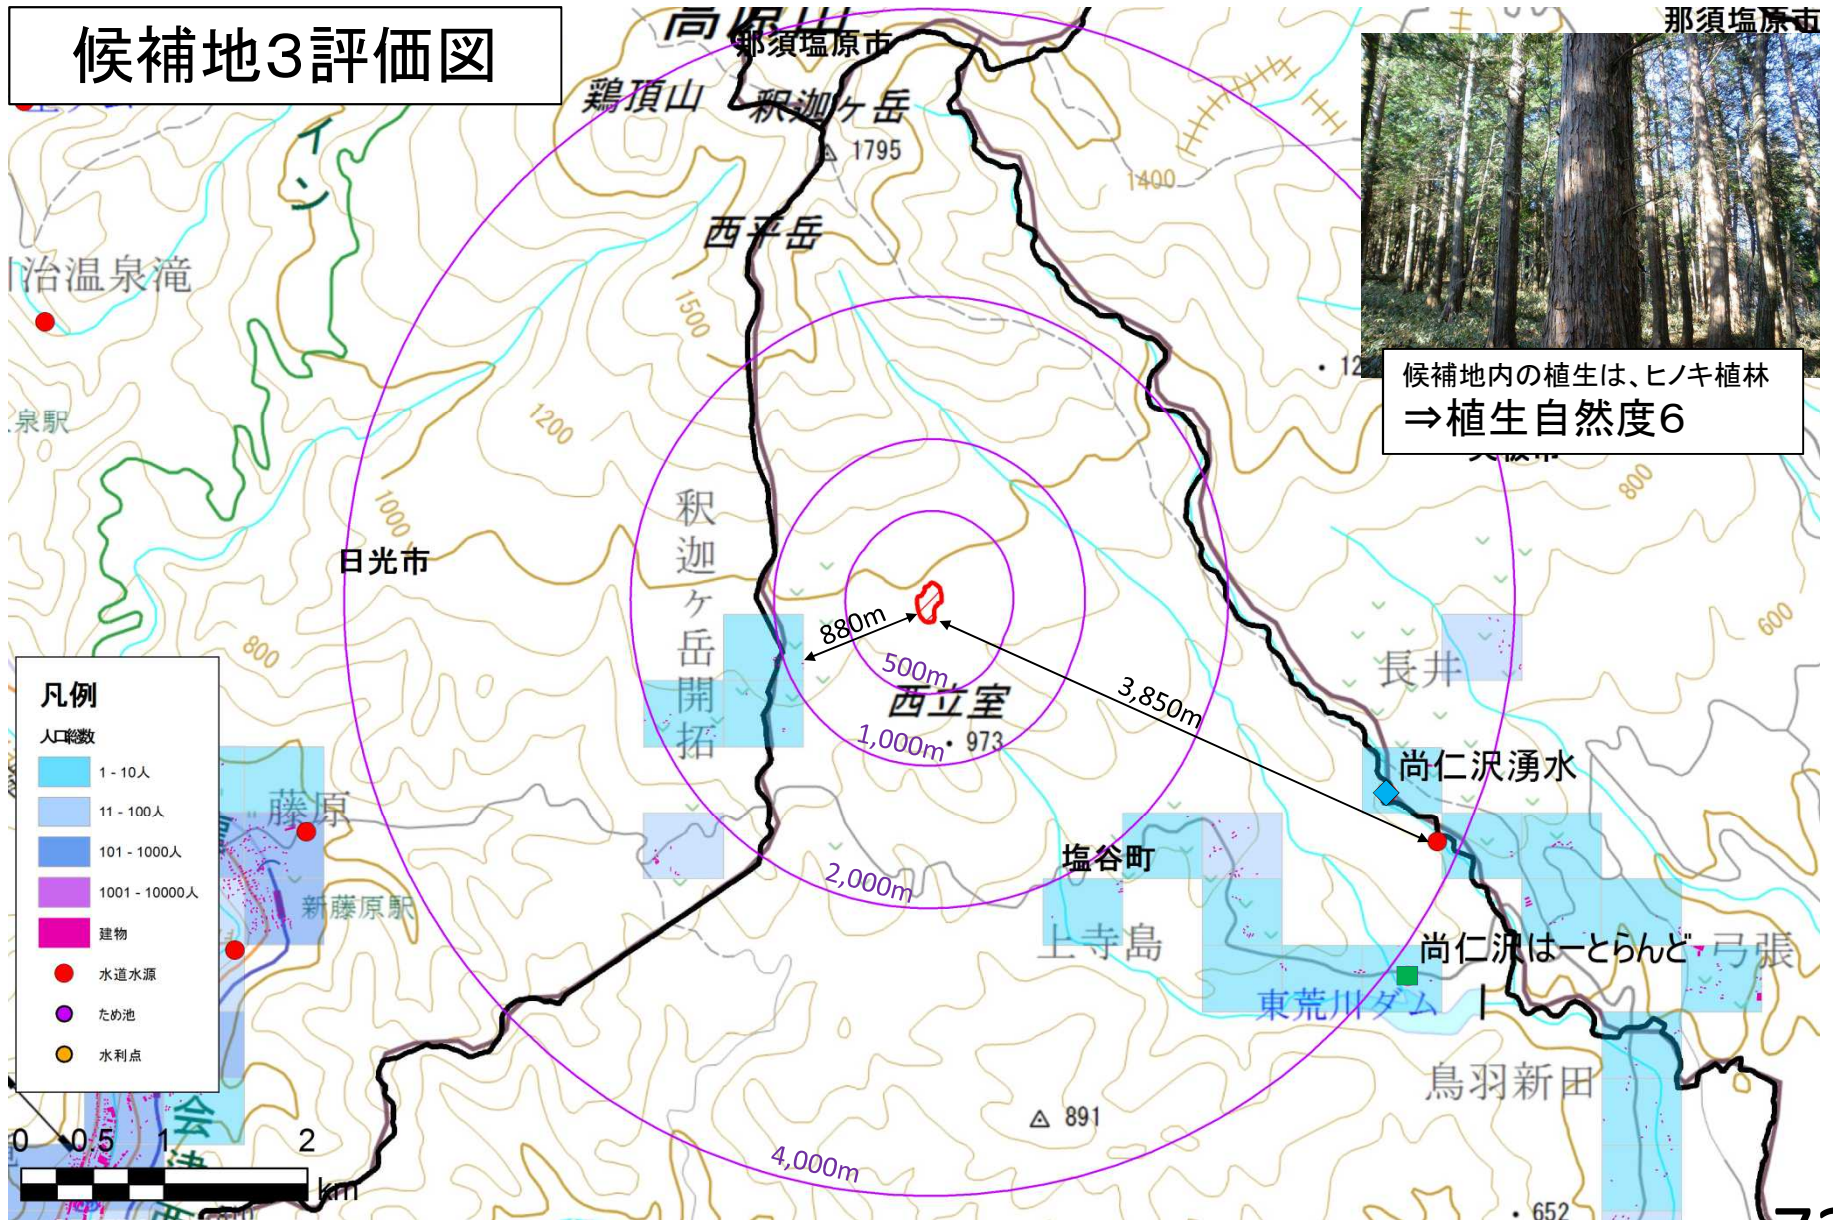 候補地3評価図
高原山
那須塩原市
那須塩原市
鶏頂山
釈迦ヶ岳
1795
イン
1400
西平岳
治温泉滝
1500
候補地内の植生は、ヒノキ植林
⇒植生自然度6
泉駅
1200
1000
800
日光市
釈迦ヶ岳開拓
880m
500m
西立室
1,000m
973
3,850m
600
長井
800
尚仁沢湧水
凡例
人口総数
1 - 10人
11 - 100人
101 - 1000人
1001 - 10000人
建物
水道水源
ため池
水利点
藤原
新藤原駅
2,000m
塩谷町
上寺島
尚仁沢はーとらんど
弓張
東荒川ダム
鳥羽新田
891
4,000m
会津
西
0 0.5 1 2
km
652